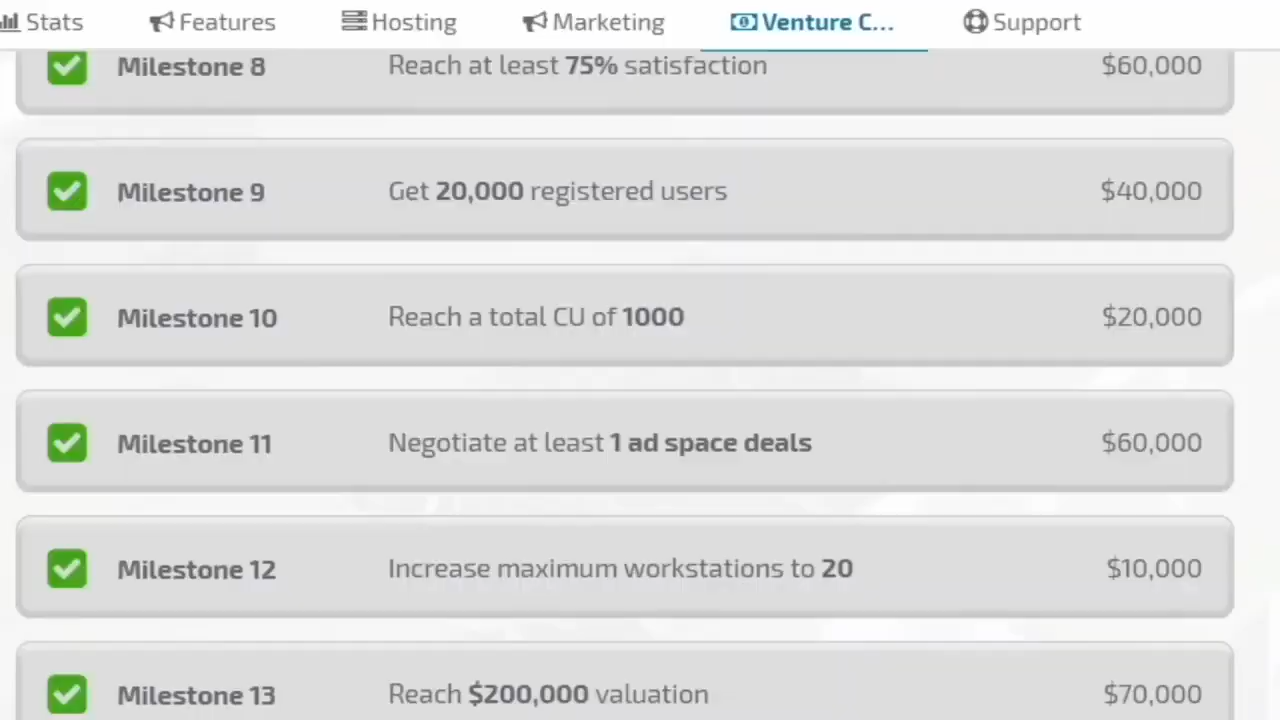 Stats Features Hosting Marketing Venture C... Support
Milestone 8 Reach at least 75% satisfaction $60,000
Milestone 9 Get 20,000 registered users $40,000
Milestone 10 Reach a total CU of 1000 $20,000
Milestone 11 Negotiate at least 1 ad space deals $60,000
Milestone 12 Increase maximum workstations to 20 $10,000
Milestone 13 Reach $200,000 valuation $70,000